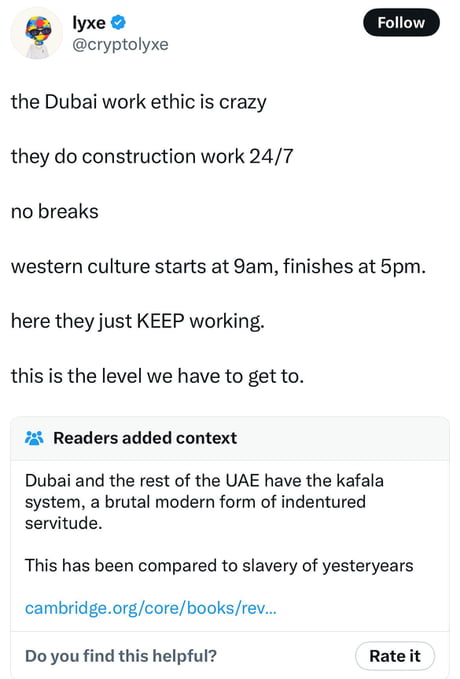 lyxe
Follow
@cryptolyxe
the Dubai work ethic is crazy
they do construction work 24/7
no breaks
western culture starts at 9am, finishes at 5pm.
here they just KEEP working.
this is the level we have to get to.
Readers added context
Dubai and the rest of the UAE have the kafala
system, a brutal modern form of indentured
servitude.
This has been compared to slavery of yesteryears
cambridge.org/core/books/rev...
Do you find this helpful?
Rate it